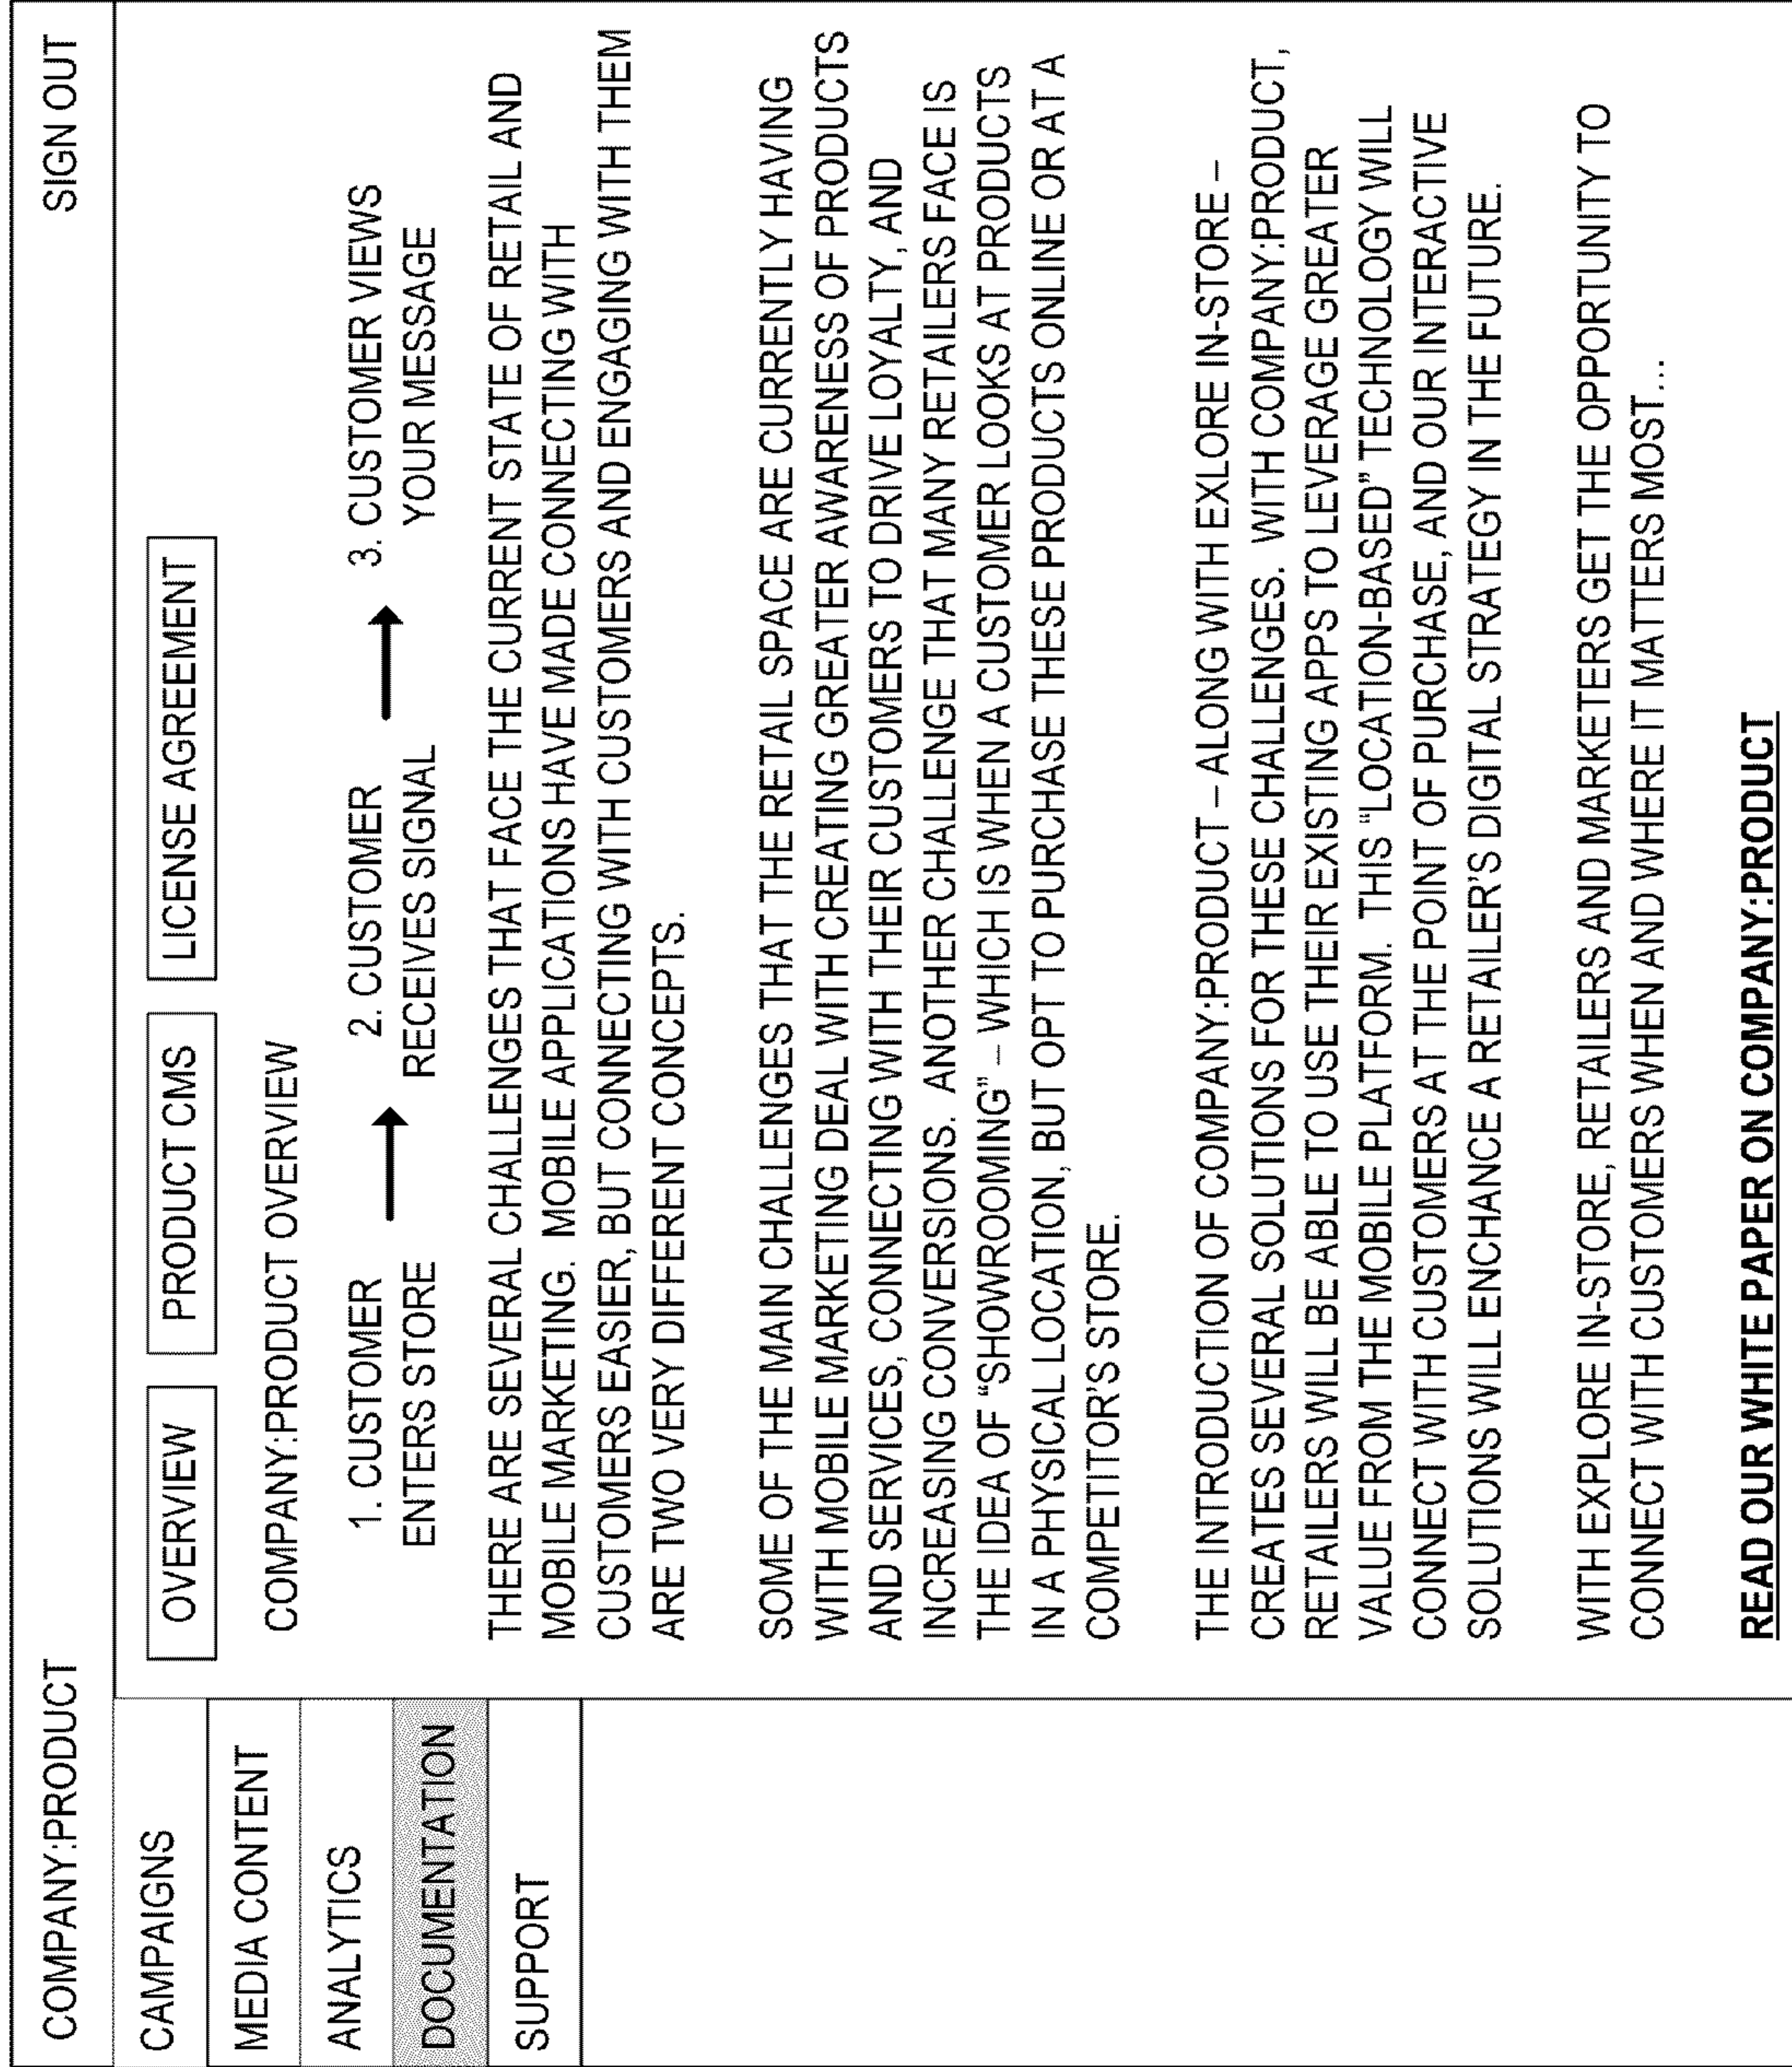 COMPANY:PRODUCT
SIGN OUT
CAMPAIGNS
MEDIA CONTENT
ANALYTICS
DOCUMENTATION
SUPPORT
OVERVIEW
PRODUCT CMS
LICENSE AGREEMENT
COMPANY:PRODUCT OVERVIEW
1. CUSTOMER
ENTERS STORE
2. CUSTOMER
RECEIVES SIGNAL
3. CUSTOMER VIEWS
YOUR MESSAGE
THERE ARE SEVERAL CHALLENGES THAT FACE THE CURRENT STATE OF RETAIL AND
MOBILE MARKETING. MOBILE APPLICATIONS HAVE MADE CONNECTING WITH
CUSTOMERS EASIER, BUT CONNECTING WITH CUSTOMERS AND ENGAGING WITH THEM
ARE TWO VERY DIFFERENT CONCEPTS.
SOME OF THE MAIN CHALLENGES THAT THE RETAIL SPACE ARE CURRENTLY HAVING
WITH MOBILE MARKETING DEAL WITH CREATING GREATER AWARENESS OF PRODUCTS
AND SERVICES, CONNECTING WITH THEIR CUSTOMERS TO DRIVE LOYALTY, AND
INCREASING CONVERSIONS. ANOTHER CHALLENGE THAT MANY RETAILERS FACE IS
THE IDEA OF "SHOWROOMING" – WHICH IS WHEN A CUSTOMER LOOKS AT PRODUCTS
IN A PHYSICAL LOCATION, BUT OPT TO PURCHASE THESE PRODUCTS ONLINE OR AT A
COMPETITOR'S STORE.
THE INTRODUCTION OF COMPANY:PRODUCT – ALONG WITH EXLORE IN-STORE –
CREATES SEVERAL SOLUTIONS FOR THESE CHALLENGES. WITH COMPANY:PRODUCT,
RETAILERS WILL BE ABLE TO USE THEIR EXISTING APPS TO LEVERAGE GREATER
VALUE FROM THE MOBILE PLATFORM. THIS "LOCATION-BASED" TECHNOLOGY WILL
CONNECT WITH CUSTOMERS AT THE POINT OF PURCHASE, AND OUR INTERACTIVE
SOLUTIONS WILL ENCHANCE A RETAILER'S DIGITAL STRATEGY IN THE FUTURE.
WITH EXPLORE IN-STORE, RETAILERS AND MARKETERS GET THE OPPORTUNITY TO
CONNECT WITH CUSTOMERS WHEN AND WHERE IT MATTERS MOST...
READ OUR WHITE PAPER ON COMPANY:PRODUCT